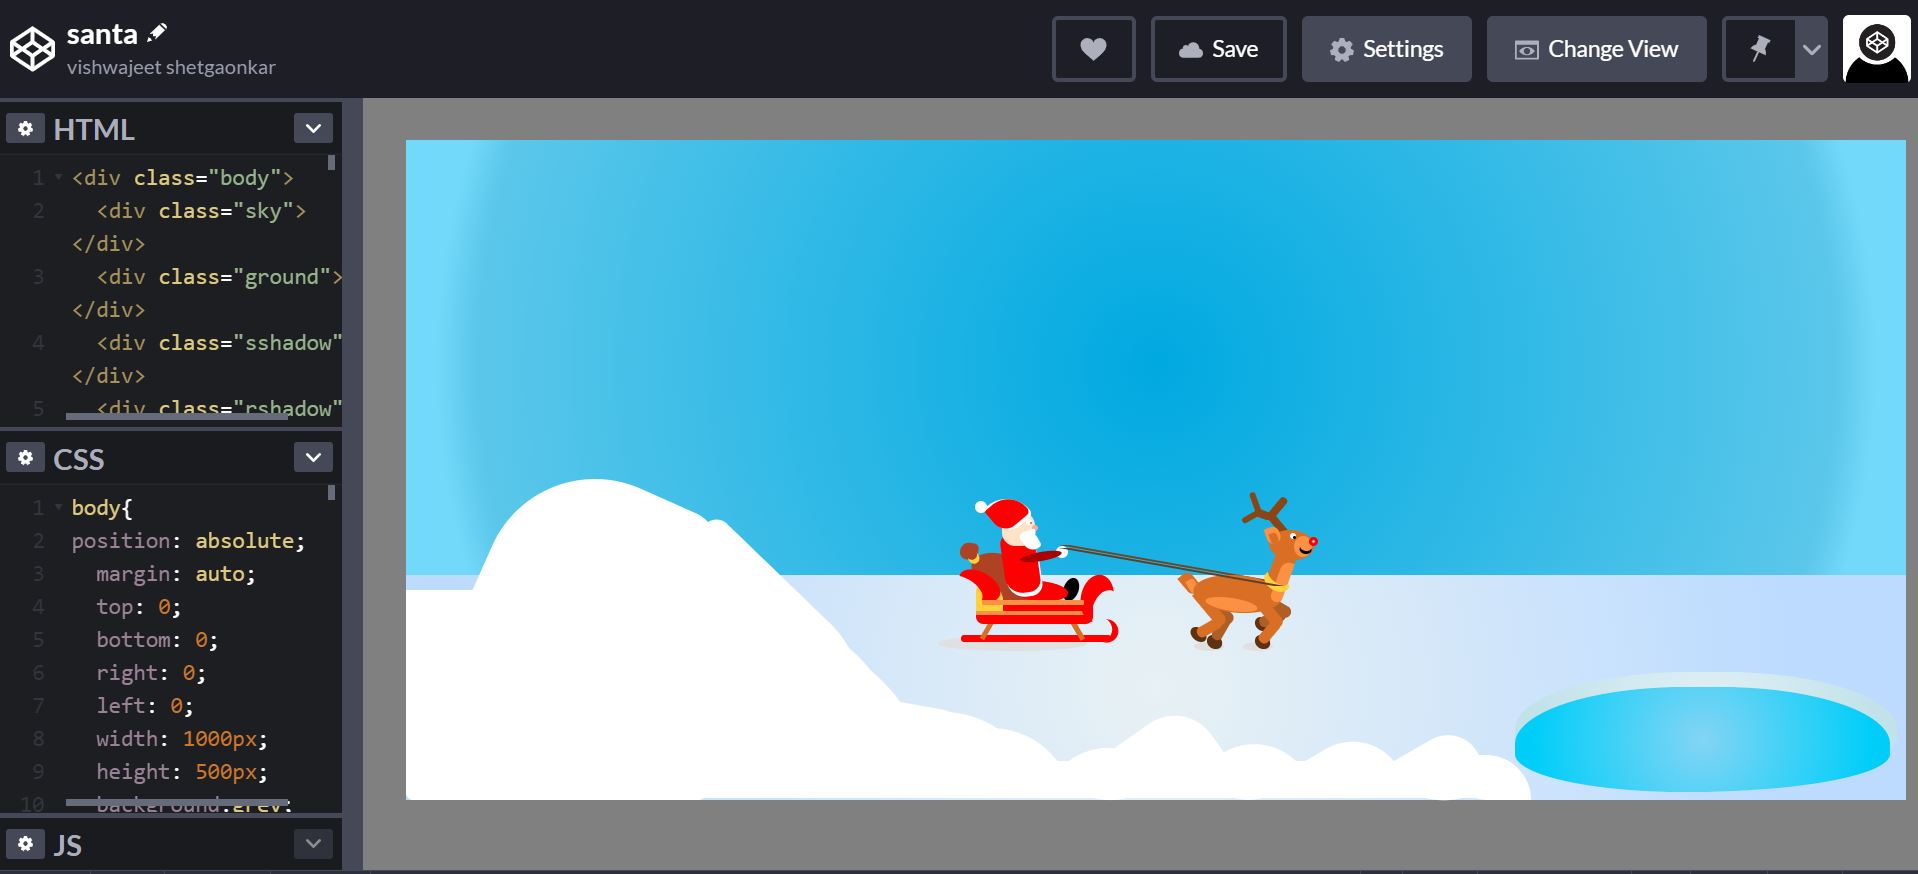 santa
vishwajeet shetgaonkar
Save
Settings
Change View
HTML
1 <div class="body">
2 <div class="sky">
</div>
3 <div class="ground">
</div>
4 <div class="sshadow"
</div>
5 <div class="rshadow"
CSS
1 body{
2 position: absolute;
3 margin: auto;
4 top: 0;
5 bottom: 0;
6 right: 0;
7 left: 0;
8 width: 1000px;
9 height: 500px;
10 background:grey;
JS